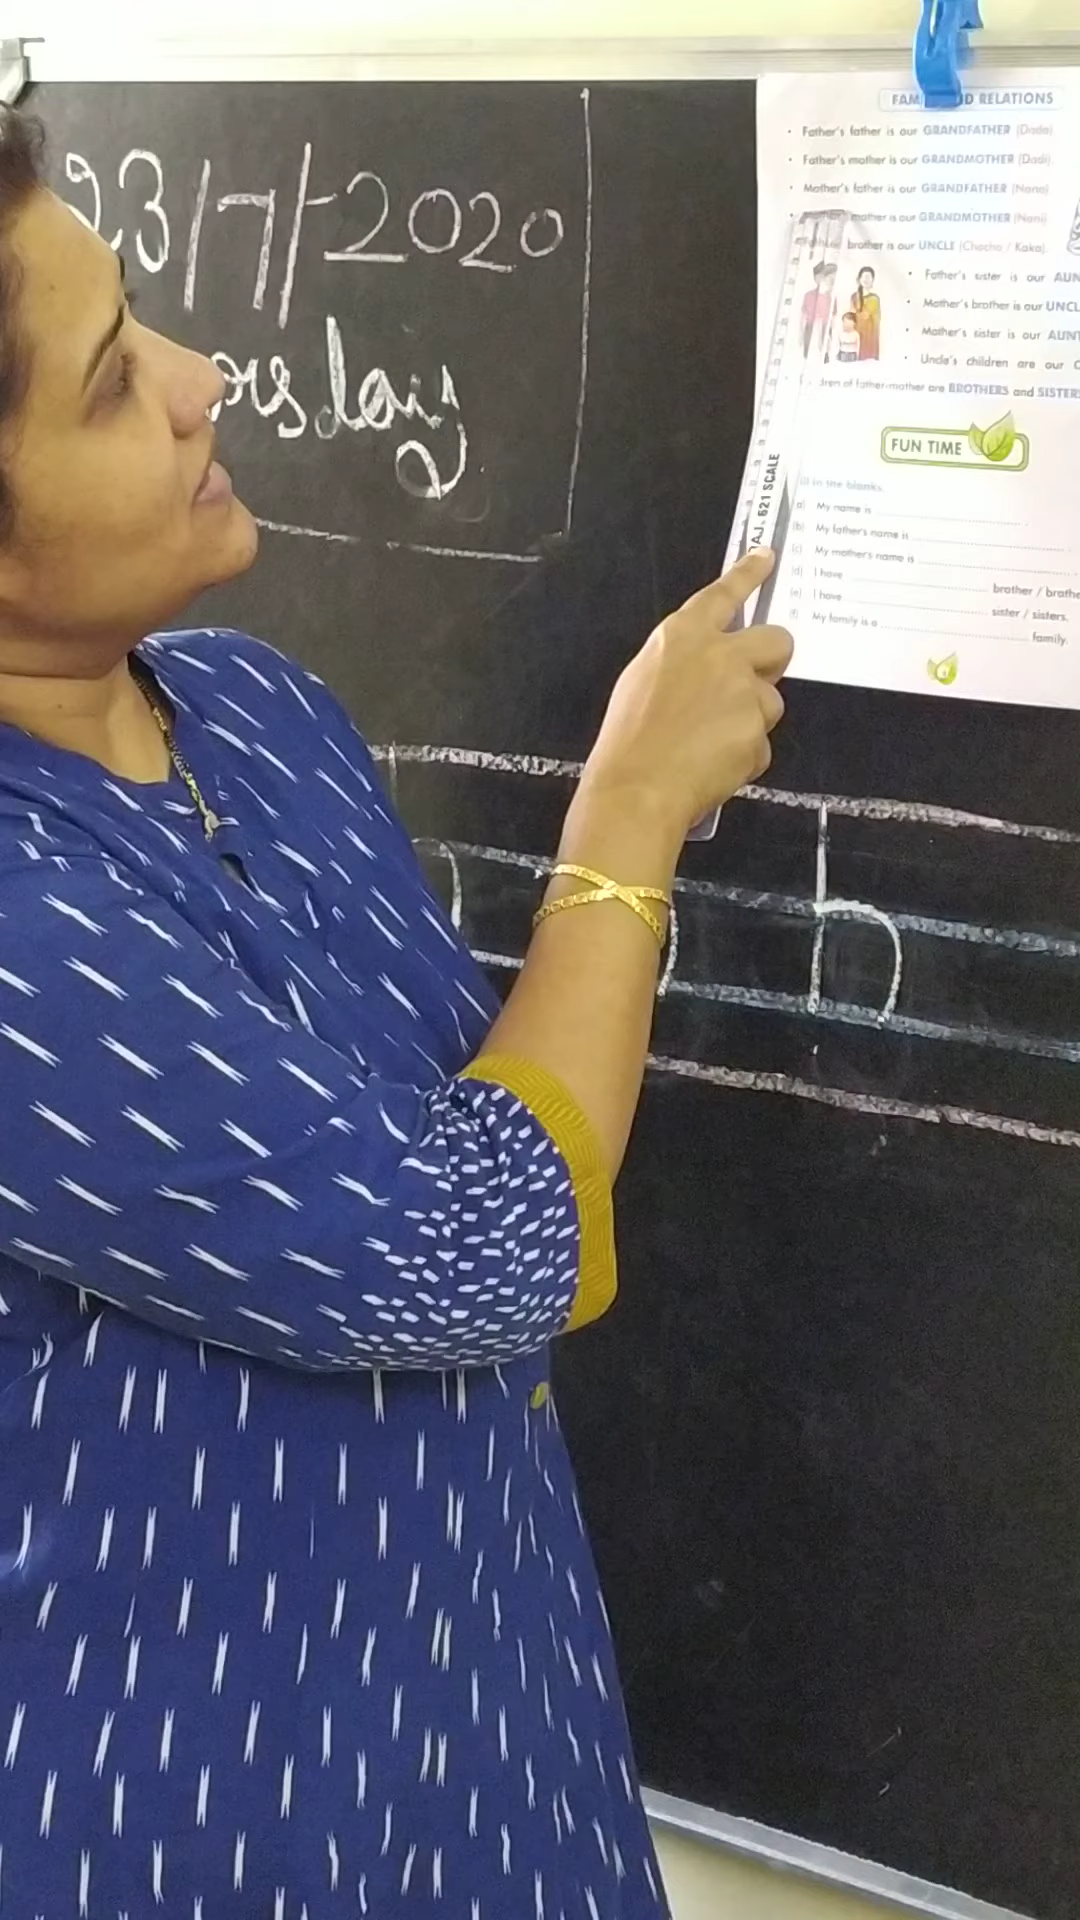 23/7/2020
orsday
FAM D RELATIONS
• Father's father is our GRANDFATHER (Dada)
• Father's mother is our GRANDMOTHER (Dadi).
• Mother's father is our GRANDFATHER (Nana)
• mother is our GRANDMOTHER (Nani)
brother is our UNCLE (Chacha / Kaka).
• Father's sister is our AUN
• Mother's brother is our UNCL
• Mother's sister is our AUNT
• Uncle's children are our C
dren of father-mother are BROTHERS and SISTERS
FUN TIME
ill in the blanks.
(a) My name is
(b) My father's name is
(c) My mother's name is
(d) I have brother / brothe
(e) I have sister / sisters.
(f) My family is a family.
RAJ - 621 SCALE
h